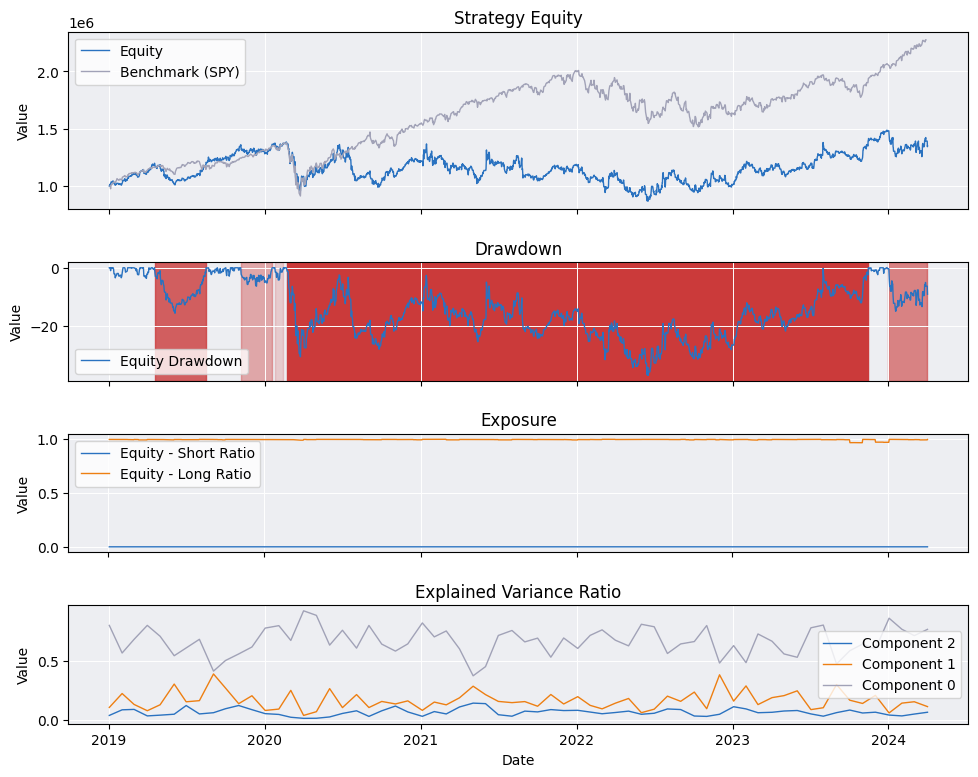 Strategy Equity
1e6
Equity
Benchmark (SPY)
2.0
1.5
1.0
Value
Drawdown
0
−20
Value
Equity Drawdown
Exposure
1.0
0.5
0.0
Value
Equity - Short Ratio
Equity - Long Ratio
Explained Variance Ratio
0.5
0.0
Value
Component 2
Component 1
Component 0
2019 2020 2021 2022 2023 2024
Date